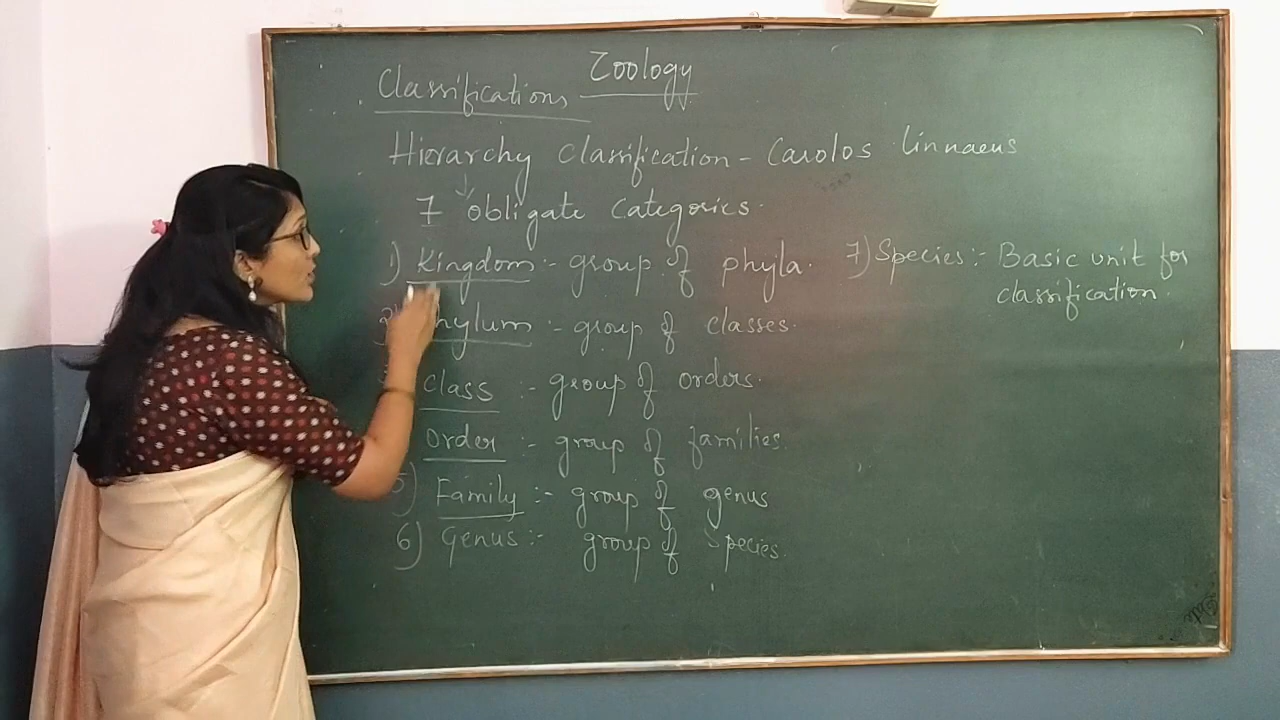 Zoology
Classifications
Hierarchy classification - Carolos Linnaeus
7 obligate categories.
1) Kingdom :- group of phyla.
hylum :- group of classes.
Class :- group of orders.
Order :- group of families.
5) Family :- group of genus
6) Genus :- group of Species.
7) Species :- Basic unit for
classification.